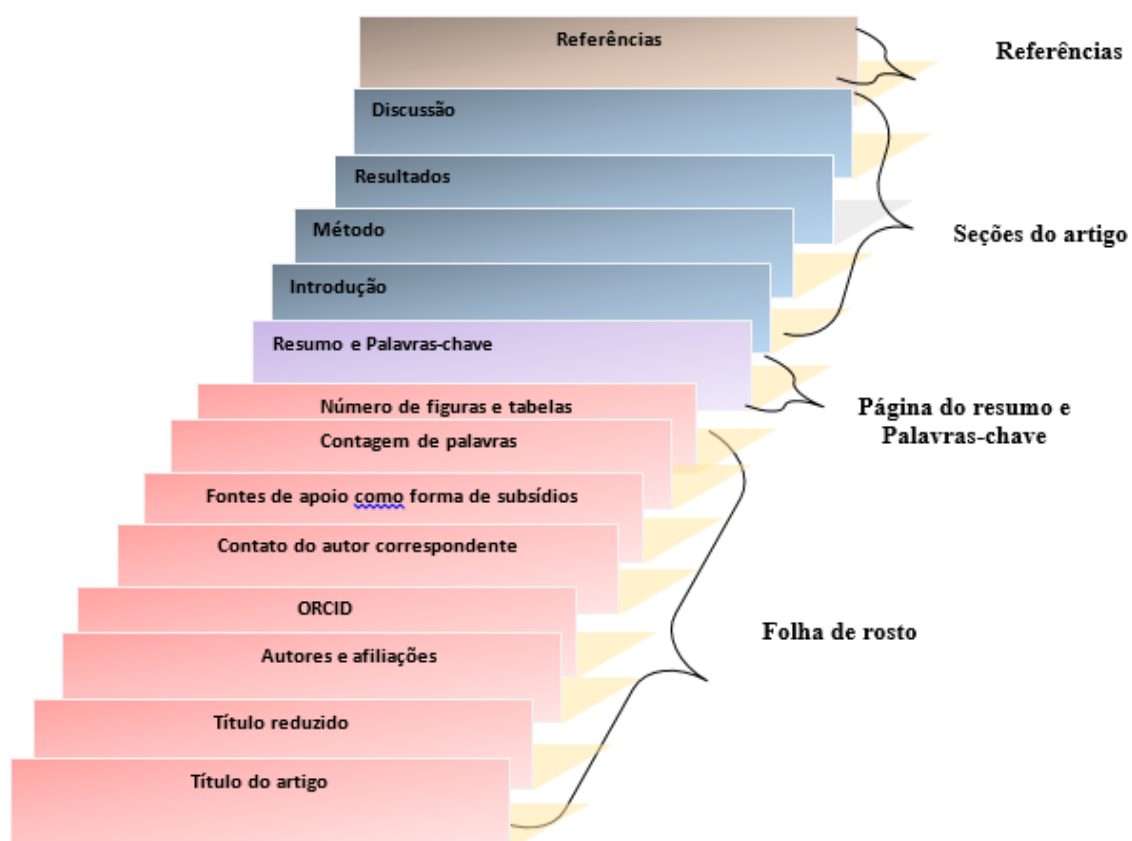 Referências
Referências
Discussão
Resultados
Seções do artigo
Método
Introdução
Resumo e Palavras-chave
Página do resumo e
Palavras-chave
Número de figuras e tabelas
Contagem de palavras
Fontes de apoio como forma de subsídios
Contato do autor correspondente
ORCID
Folha de rosto
Autores e afiliações
Título reduzido
Título do artigo